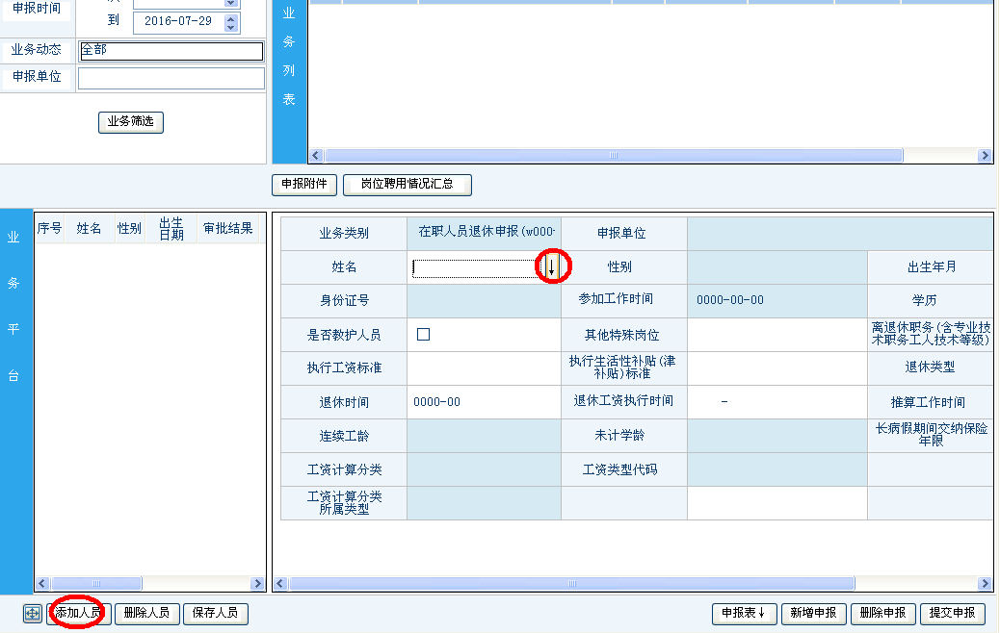 申报时间
到 2016-07-29
业务动态 全部
申报单位
业务筛选
业务列表
申报附件 岗位聘用情况汇总
业务平台
序号 姓名 性别 出生日期 审批结果
业务类别 在职人员退休申报(w000 申报单位
姓名 ↓ 性别 出生年月
身份证号 参加工作时间 0000-00-00 学历
是否教护人员 其他特殊岗位 离退休职务(含专业技
术职务工人技术等级)
执行工资标准 执行生活性补贴(津
补贴)标准 退休类型
退休时间 0000-00 退休工资执行时间 - 推算工作时间
连续工龄 未计学龄 长病假期间交纳保险
年限
工资计算分类 工资类型代码
工资计算分类
所属类型
添加人员 删除人员 保存人员 申报表↓ 新增申报 删除申报 提交申报